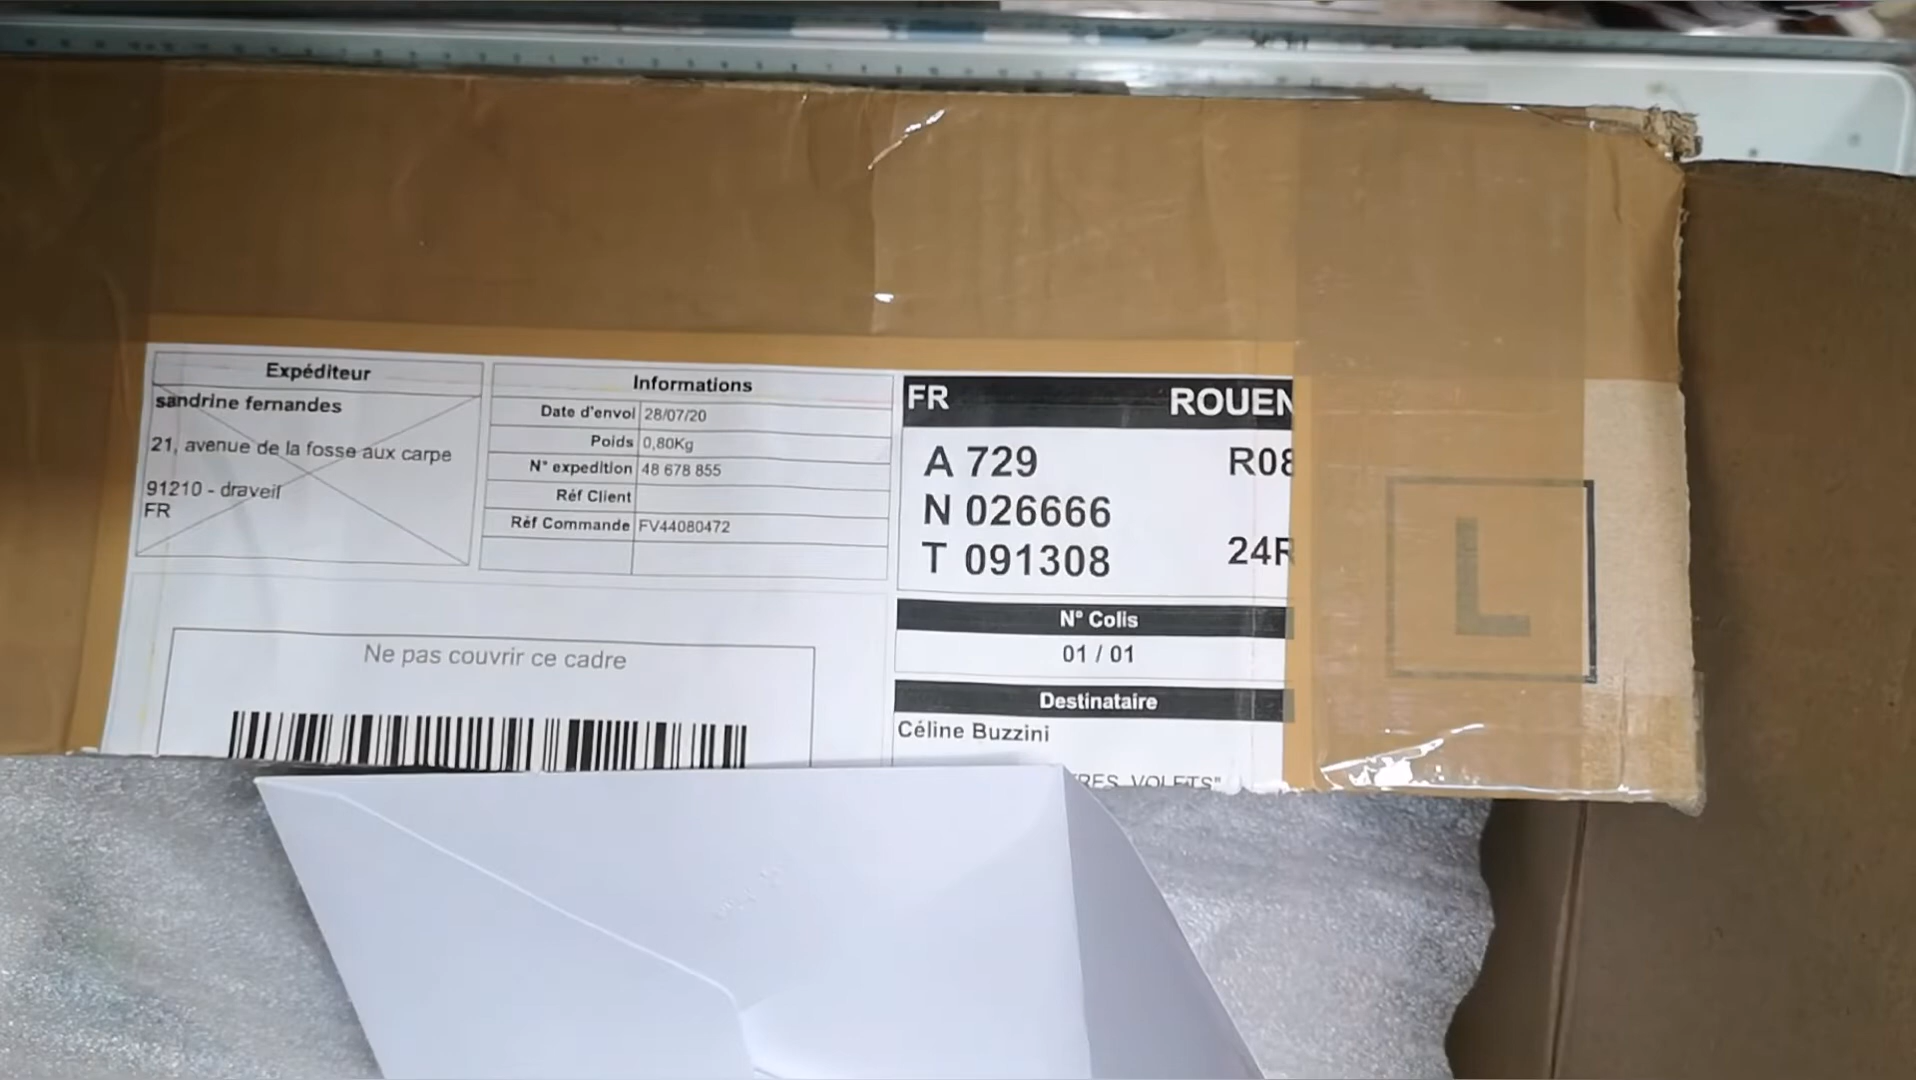 Expéditeur
sandrine fernandes
21, avenue de la fosse aux carpe
91210 - draveil
FR
Informations
Date d'envoi 28/07/20
Poids 0,80Kg
N° expedition 48 678 855
Réf Client
Réf Commande FV44080472
FR ROUEN
A 729 R08
N 026666
T 091308 24R
N° Colis
01 / 01
Destinataire
Céline Buzzini
VOLETS"
Ne pas couvrir ce cadre
L